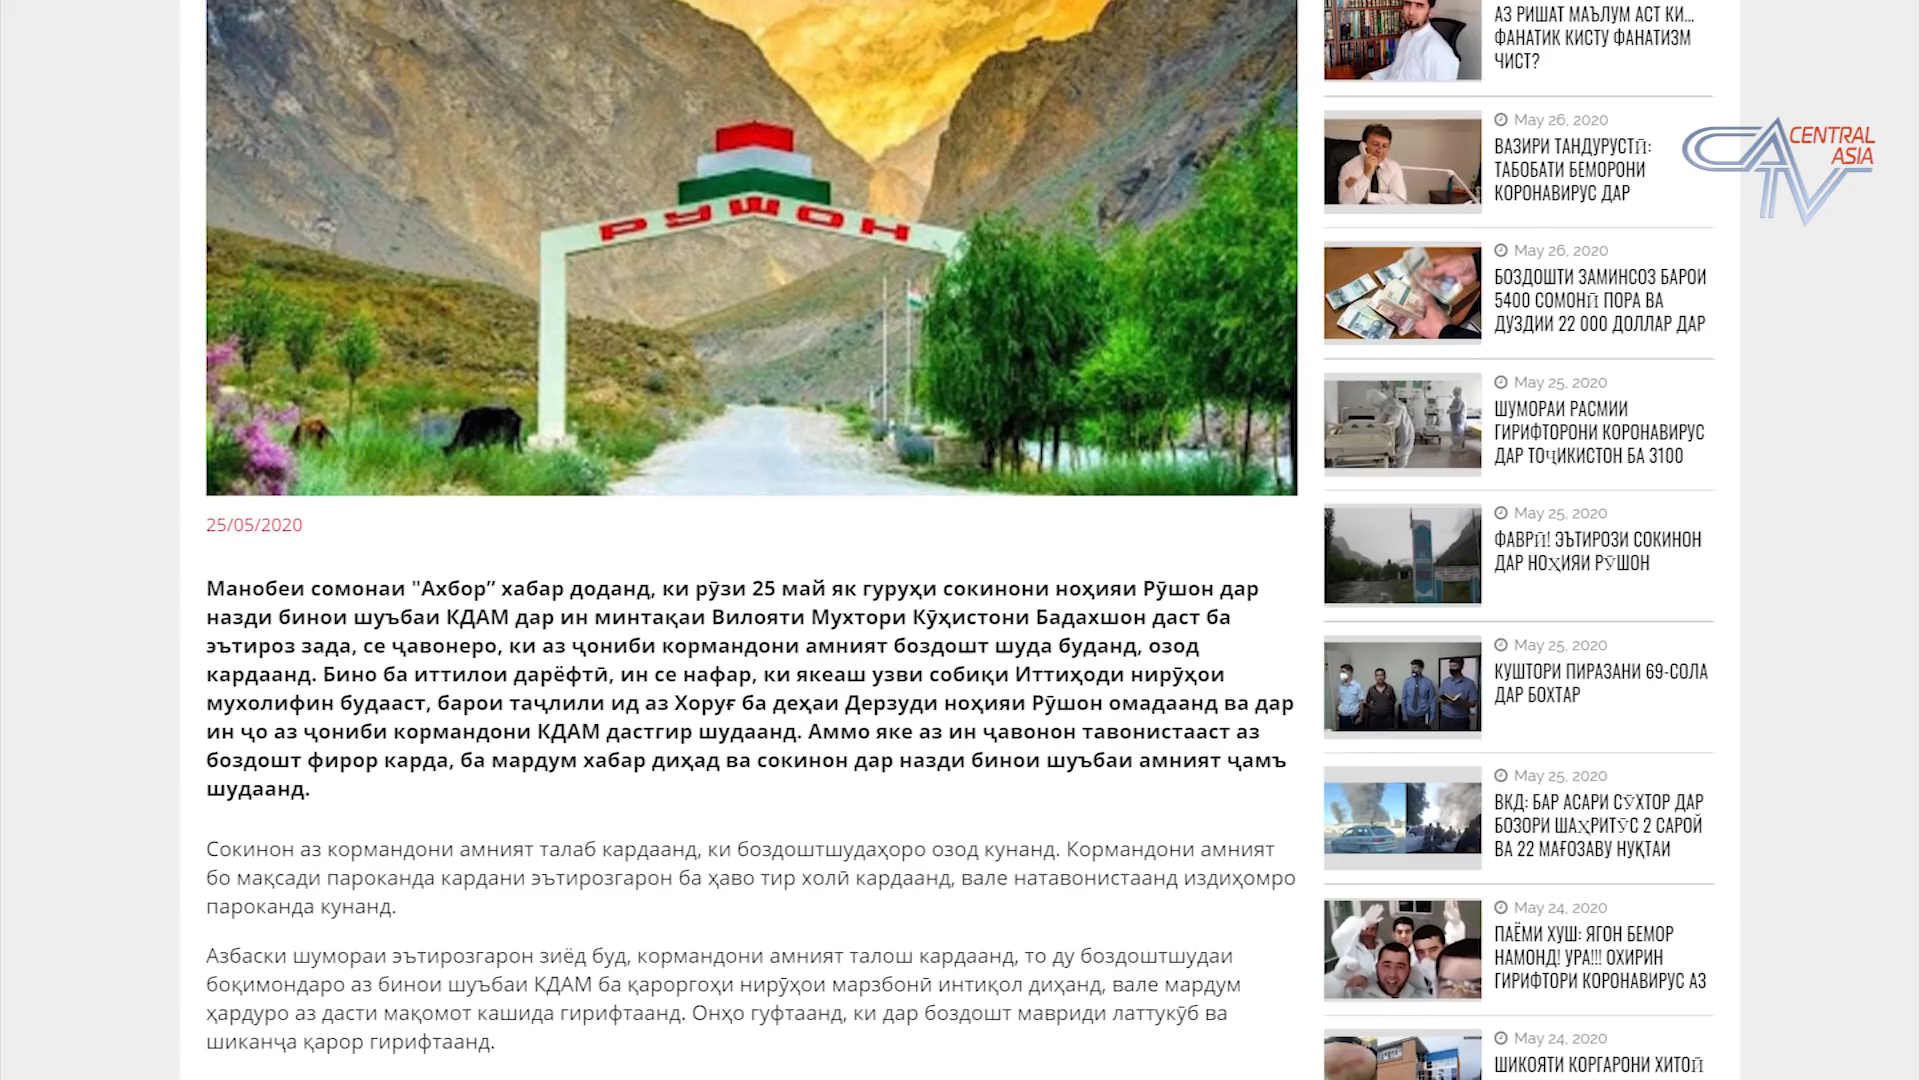 РУШОН
25/05/2020
Манобеи сомонаи "Ахбор” хабар доданд, ки рӯзи 25 май як гуруҳи сокинони ноҳияи Рӯшон дар
назди бинои шуъбаи КДАМ дар ин минтақаи Вилояти Мухтори Кӯҳистони Бадахшон даст ба
эътироз зада, се ҷавонеро, ки аз ҷониби кормандони амният боздошт шуда буданд, озод
кардаанд. Бино ба иттилои дарёфтӣ, ин се нафар, ки якеаш узви собиқи Иттиҳоди нирӯҳои
мухолифин будааст, барои таҷлили ид аз Хоруғ ба деҳаи Дерзуди ноҳияи Рӯшон омадаанд ва дар
ин ҷо аз ҷониби кормандони КДАМ дастгир шудаанд. Аммо яке аз ин ҷавонон тавонистааст аз
боздошт фирор карда, ба мардум хабар диҳад ва сокинон дар назди бинои шуъбаи амният ҷамъ
шудаанд.
Сокинон аз кормандони амният талаб кардаанд, ки боздоштшудаҳоро озод кунанд. Кормандони амният
бо мақсади пароканда кардани эътирозгарон ба ҳаво тир холӣ кардаанд, вале натавонистаанд издиҳомро
пароканда кунанд.
Азбаски шумораи эътирозгарон зиёд буд, кормандони амният талош кардаанд, то ду боздоштшудаи
боқимондаро аз бинои шуъбаи КДАМ ба қароргоҳи нирӯҳои марзбонӣ интиқол диҳанд, вале мардум
ҳардуро аз дасти мақомот кашида гирифтаанд. Онҳо гуфтаанд, ки дар боздошт мавриди латтукӯб ва
шиканҷа қарор гирифтаанд.
АЗ РИШАТ МАЪЛУМ АСТ КИ...
ФАНАТИК КИСТУ ФАНАТИЗМ
ЧИСТ?
May 26, 2020
ВАЗИРИ ТАНДУРУСТӢ:
ТАБОБАТИ БЕМОРОНИ
КОРОНАВИРУС ДАР
May 26, 2020
БОЗДОШТИ ЗАМИНСОЗ БАРОИ
5400 СОМОНӢ ПОРА ВА
ДУЗДИИ 22 000 ДОЛЛАР ДАР
May 25, 2020
ШУМОРАИ РАСМИИ
ГИРИФТОРОНИ КОРОНАВИРУС
ДАР ТОҶИКИСТОН БА 3100
May 25, 2020
ФАВРӢ! ЭЪТИРОЗИ СОКИНОН
ДАР НОҲИЯИ РӮШОН
May 25, 2020
КУШТОРИ ПИРАЗАНИ 69-СОЛА
ДАР БОХТАР
May 25, 2020
ВКД: БАР АСАРИ СӮХТОР ДАР
БОЗОРИ ШАҲРИТӮС 2 САРОЙ
ВА 22 МАҒОЗАВУ НУҚТАИ
May 24, 2020
ПАЁМИ ХУШ: ЯГОН БЕМОР
НАМОНД! УРА!!! ОХИРИН
ГИРИФТОРИ КОРОНАВИРУС АЗ
May 24, 2020
ШИКОЯТИ КОРГАРОНИ ХИТОӢ
CENTRAL
ASIA
CATV